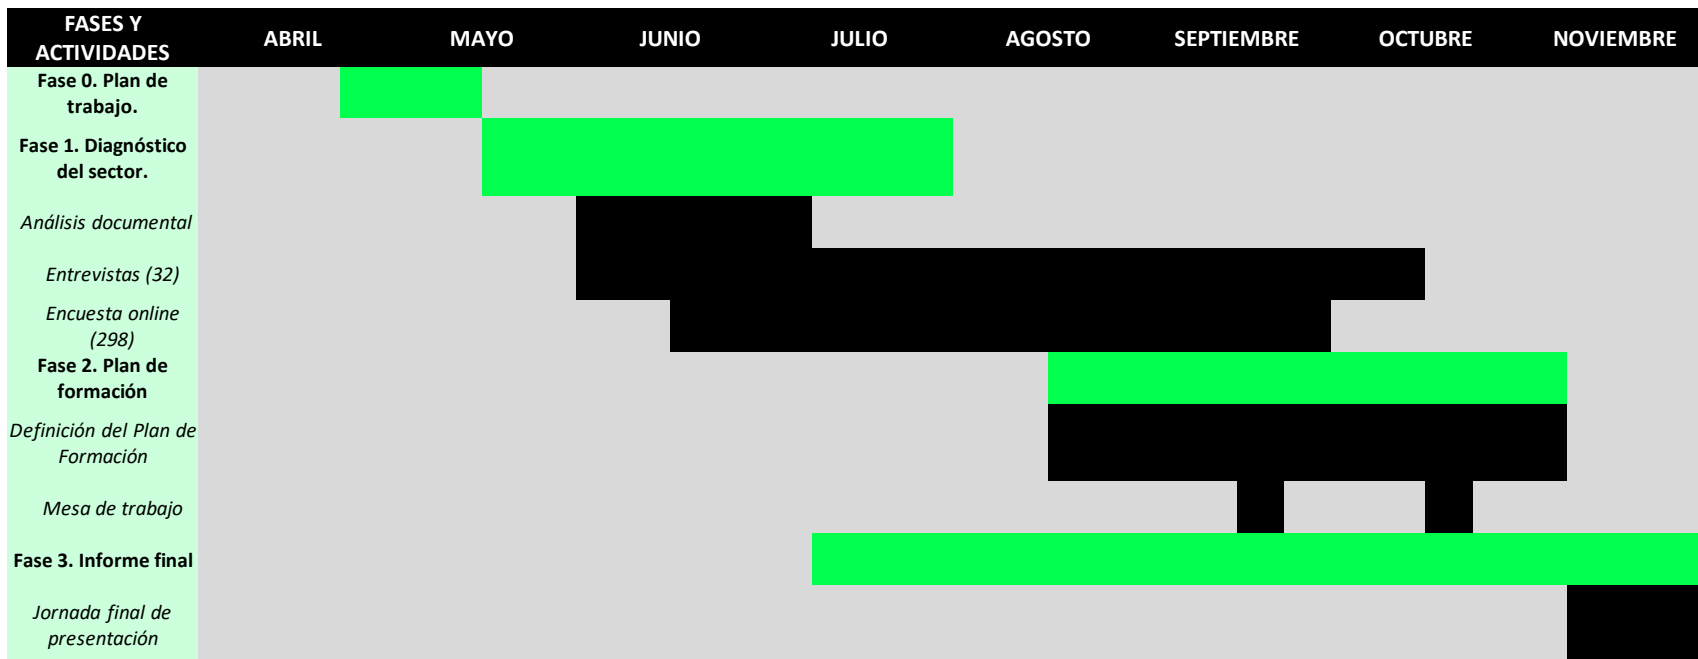 FASES Y
ACTIVIDADES
ABRIL MAYO JUNIO JULIO AGOSTO SEPTIEMBRE OCTUBRE NOVIEMBRE
Fase 0. Plan de
trabajo.
Fase 1. Diagnóstico
del sector.
Análisis documental
Entrevistas (32)
Encuesta online
(298)
Fase 2. Plan de
formación
Definición del Plan de
Formación
Mesa de trabajo
Fase 3. Informe final
Jornada final de
presentación